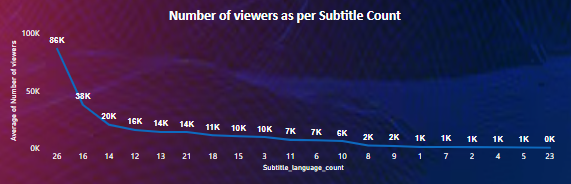 Number of viewers as per Subtitle Count
100K
50K
0K
Average of Number of viewers
86K 38K 20K 16K 14K 14K 11K 10K 10K 7K 7K 6K 2K 2K 1K 1K 1K 1K 1K 0K
26 16 14 12 13 21 18 15 3 11 6 10 8 9 1 7 2 4 5 23
Subtitle_language_count